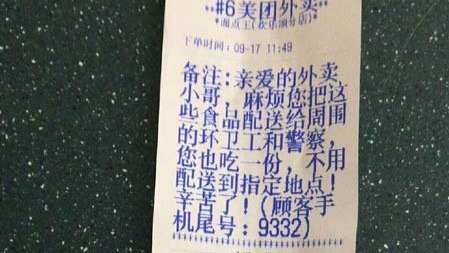 #6美团外卖
*面点王(欢乐颂分店)
下单时间：09-17 11:49
备注:亲爱的外卖
小哥，麻烦您把这
些食品配送给周围
的环卫工和警察，
您也吃一份，不用
配送到指定地点！
辛苦了！(顾客手
机尾号：9332)